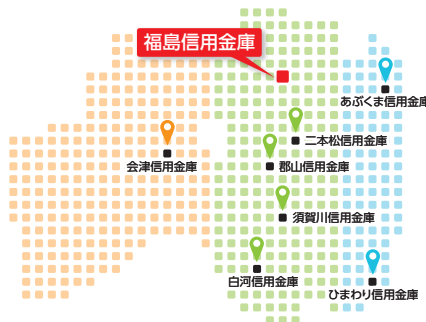 福島信用金庫
あぶくま信用金庫
二本松信用金庫
会津信用金庫
郡山信用金庫
須賀川信用金庫
白河信用金庫
ひまわり信用金庫